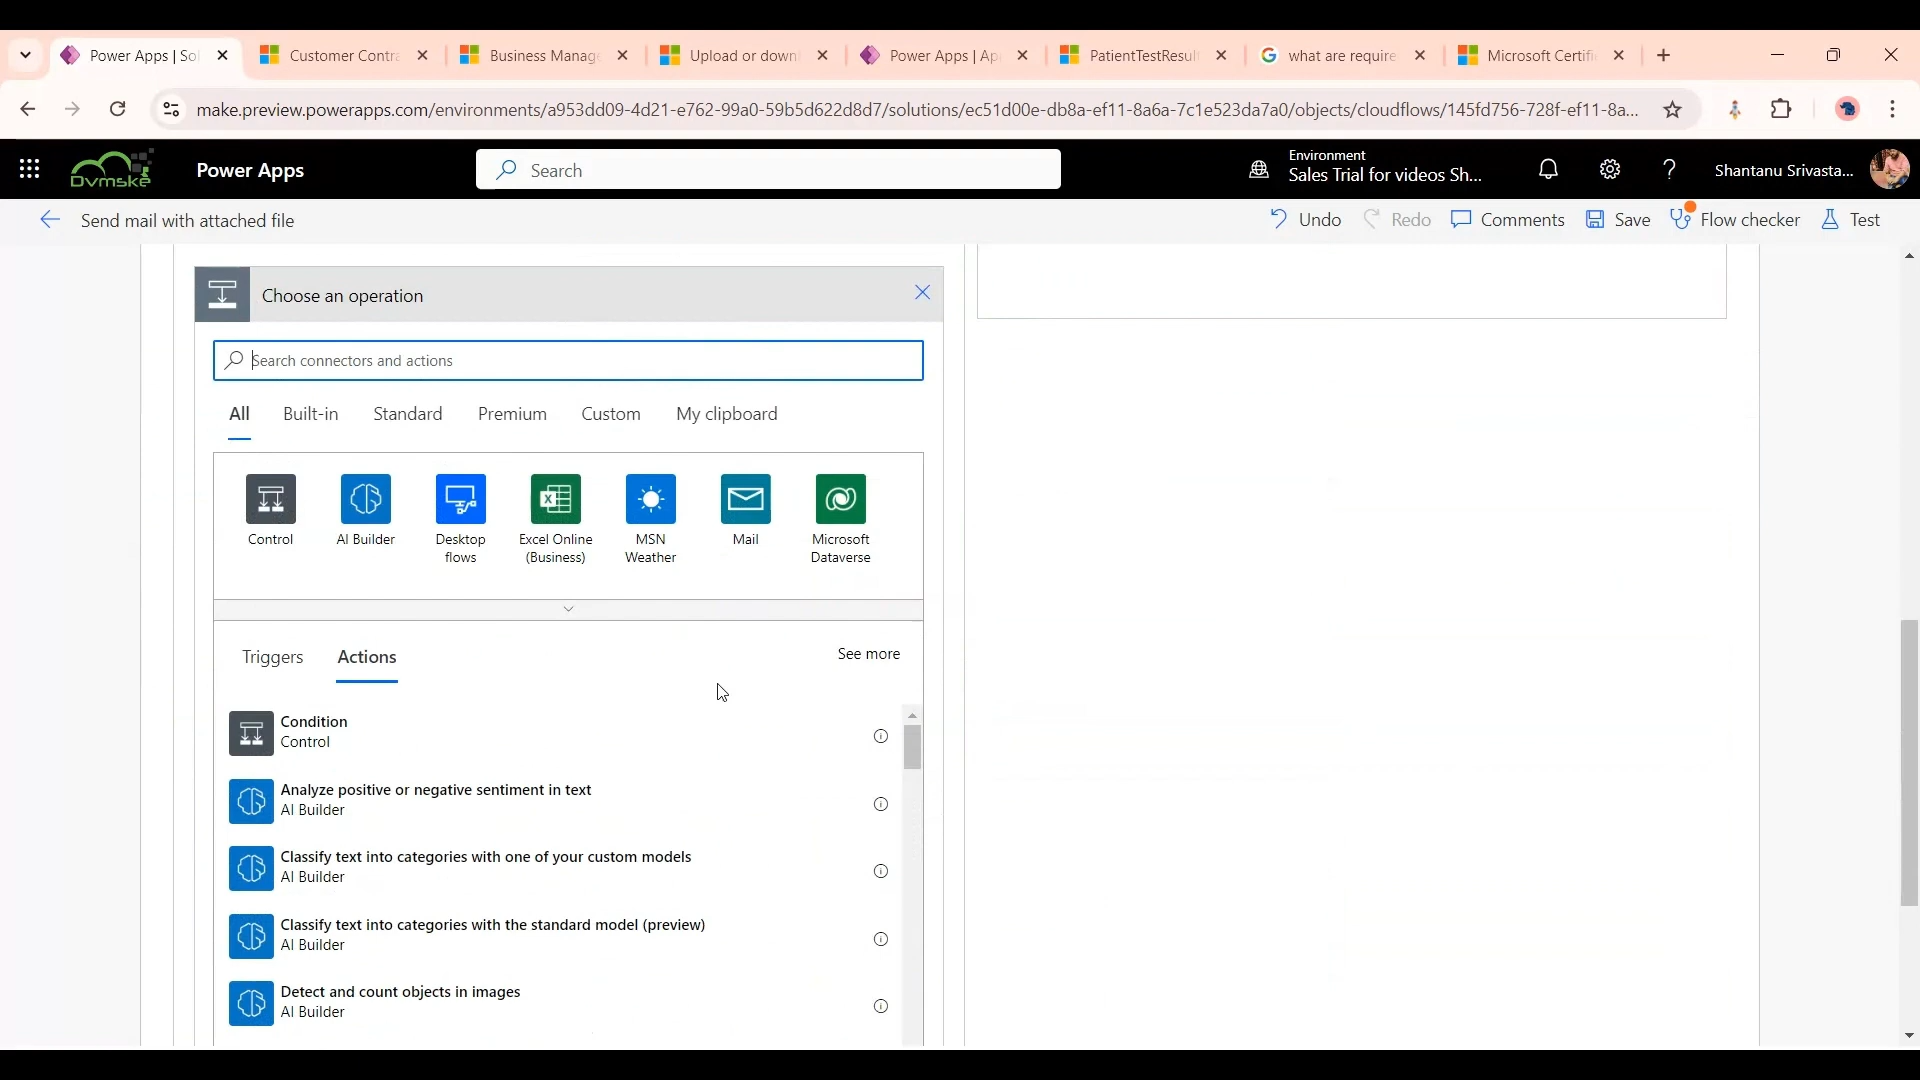 Power Apps | Sol
Customer Contra
Business Manag
Upload or downl
Power Apps | Ap
PatientTestResult
what are require
Microsoft Certifi
make.preview.powerapps.com/environments/a953dd09-4d21-e762-99a0-59b5d622d8d7/solutions/ec51d00e-db8a-ef11-8a6a-7c1e523da7a0/objects/cloudflows/145fd756-728f-ef11-8a...
Dvmske
Power Apps
Search
Environment
Sales Trial for videos Sh...
Shantanu Srivasta...
Send mail with attached file
Undo
Redo
Comments
Save
Flow checker
Test
Choose an operation
Search connectors and actions
All
Built-in
Standard
Premium
Custom
My clipboard
Control
AI Builder
Desktop
flows
Excel Online
(Business)
MSN
Weather
Mail
Microsoft
Dataverse
Triggers
Actions
See more
Condition
Control
Analyze positive or negative sentiment in text
AI Builder
Classify text into categories with one of your custom models
AI Builder
Classify text into categories with the standard model (preview)
AI Builder
Detect and count objects in images
AI Builder